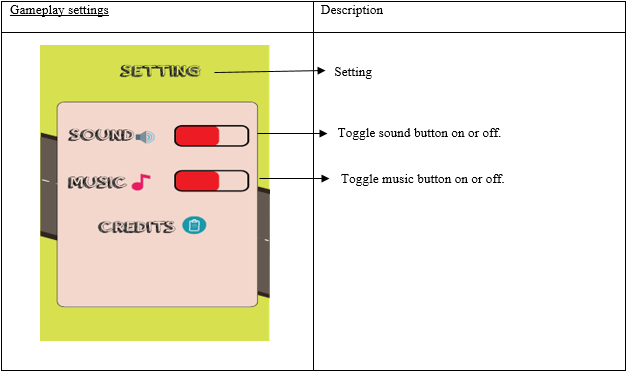 Gameplay settings
Description
SETTING
Setting
SOUND
Toggle sound button on or off.
MUSIC
Toggle music button on or off.
CREDITS